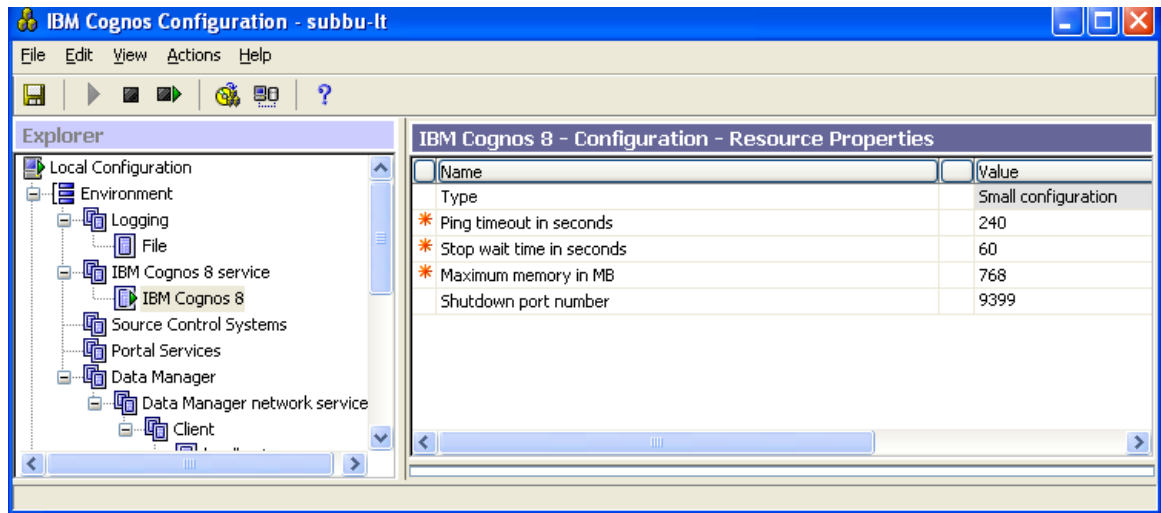 IBM Cognos Configuration - subbu-lt
File Edit View Actions Help
Explorer
Local Configuration
Environment
Logging
File
IBM Cognos 8 service
IBM Cognos 8
Source Control Systems
Portal Services
Data Manager
Data Manager network service
Client
IBM Cognos 8 - Configuration - Resource Properties
Name Value
Type Small configuration
* Ping timeout in seconds 240
* Stop wait time in seconds 60
* Maximum memory in MB 768
Shutdown port number 9399